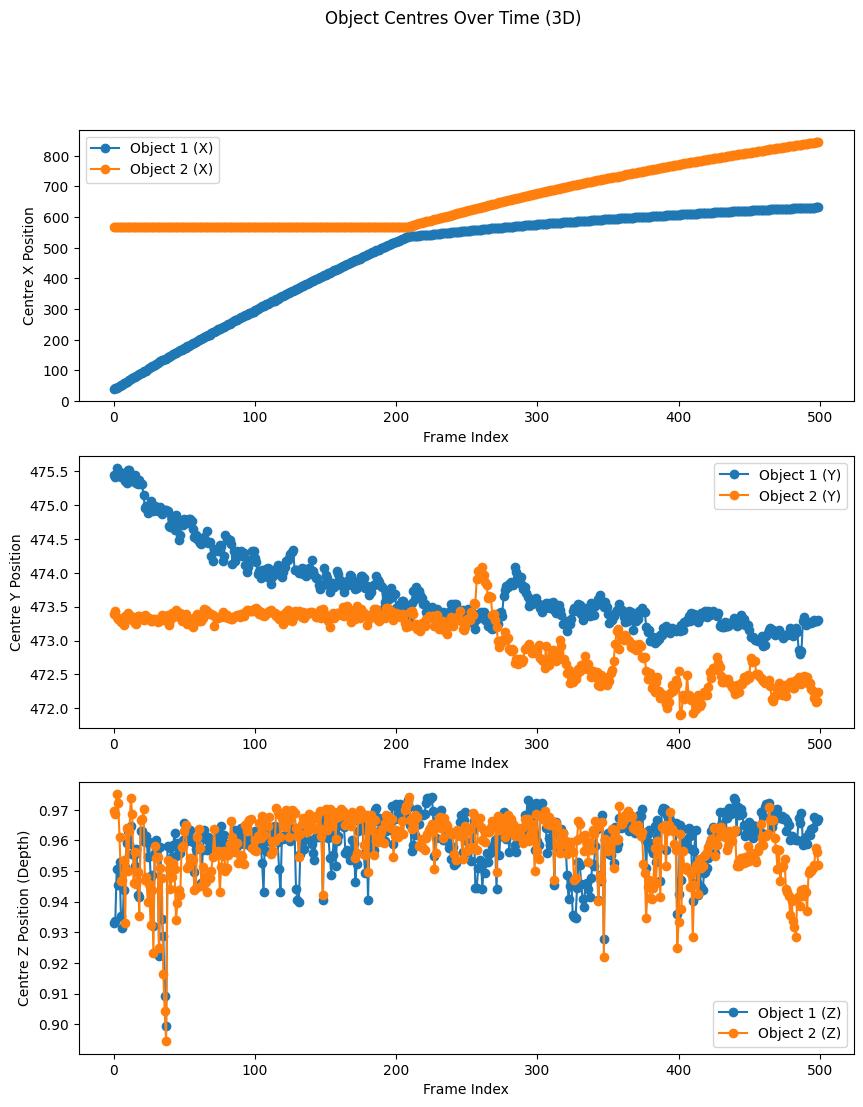 Object Centres Over Time (3D)
Object 1 (X)
Object 2 (X)
800
700
600
500
400
300
200
100
0
Centre X Position
0 100 200 300 400 500
Frame Index
Object 1 (Y)
Object 2 (Y)
475.5
475.0
474.5
474.0
473.5
473.0
472.5
472.0
Centre Y Position
0 100 200 300 400 500
Frame Index
0.97
0.96
0.95
0.94
0.93
0.92
0.91
0.90
Centre Z Position (Depth)
Object 1 (Z)
Object 2 (Z)
0 100 200 300 400 500
Frame Index